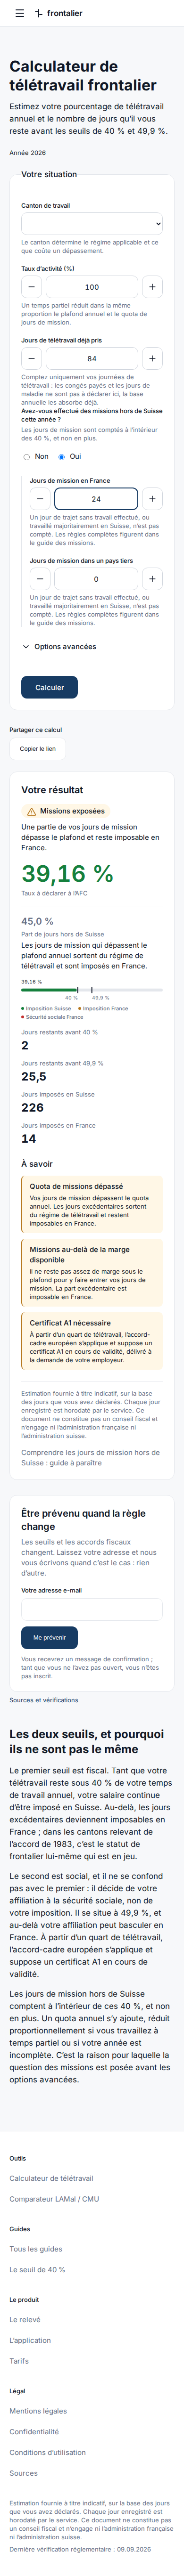 frontalier
Calculateur de
télétravail frontalier
Estimez votre pourcentage de télétravail
annuel et le nombre de jours qu’il vous
reste avant les seuils de 40 % et 49,9 %.
Année 2026
Votre situation
Canton de travail
Le canton détermine le régime applicable et ce
que coûte un dépassement.
Taux d’activité (%)
100
Un temps partiel réduit dans la même
proportion le plafond annuel et le quota de
jours de mission.
Jours de télétravail déjà pris
84
Comptez uniquement vos journées de
télétravail : les congés payés et les jours de
maladie ne sont pas à déclarer ici, la base
annuelle les absorbe déjà.
Avez-vous effectué des missions hors de Suisse
cette année ?
Les jours de mission sont comptés à l’intérieur
des 40 %, et non en plus.
Non
Oui
Jours de mission en France
24
Un jour de trajet sans travail effectué, ou
travaillé majoritairement en Suisse, n’est pas
compté. Les règles complètes figurent dans
le guide des missions.
Jours de mission dans un pays tiers
0
Un jour de trajet sans travail effectué, ou
travaillé majoritairement en Suisse, n’est pas
compté. Les règles complètes figurent dans
le guide des missions.
Options avancées
Calculer
Partager ce calcul
Copier le lien
Votre résultat
Missions exposées
Une partie de vos jours de mission
dépasse le plafond et reste imposable en
France.
39,16 %
Taux à déclarer à l’AFC
45,0 %
Part de jours hors de Suisse
Les jours de mission qui dépassent le
plafond annuel sortent du régime de
télétravail et sont imposés en France.
39,16 %
40 %
49,9 %
Imposition Suisse
Imposition France
Sécurité sociale France
Jours restants avant 40 %
2
Jours restants avant 49,9 %
25,5
Jours imposés en Suisse
226
Jours imposés en France
14
À savoir
Quota de missions dépassé
Vos jours de mission dépassent le quota
annuel. Les jours excédentaires sortent
du régime de télétravail et restent
imposables en France.
Missions au-delà de la marge
disponible
Il ne reste pas assez de marge sous le
plafond pour y faire entrer vos jours de
mission. La part excédentaire est
imposable en France.
Certificat A1 nécessaire
À partir d’un quart de télétravail, l’accord-
cadre européen s’applique et suppose un
certificat A1 en cours de validité, délivré à
la demande de votre employeur.
Estimation fournie à titre indicatif, sur la base
des jours que vous avez déclarés. Chaque jour
enregistré est horodaté par le service. Ce
document ne constitue pas un conseil fiscal et
n’engage ni l’administration française ni
l’administration suisse.
Comprendre les jours de mission hors de
Suisse : guide à paraître
Être prévenu quand la règle
change
Les seuils et les accords fiscaux
changent. Laissez votre adresse et nous
vous écrivons quand c’est le cas : rien
d’autre.
Votre adresse e-mail
Me prévenir
Vous recevrez un message de confirmation ;
tant que vous ne l’avez pas ouvert, vous n’êtes
pas inscrit.
Sources et vérifications
Les deux seuils, et pourquoi
ils ne sont pas le même
Le premier seuil est fiscal. Tant que votre
télétravail reste sous 40 % de votre temps
de travail annuel, votre salaire continue
d’être imposé en Suisse. Au-delà, les jours
excédentaires deviennent imposables en
France ; dans les cantons relevant de
l’accord de 1983, c’est le statut de
frontalier lui-même qui est en jeu.
Le second est social, et il ne se confond
pas avec le premier : il décide de votre
affiliation à la sécurité sociale, non de
votre imposition. Il se situe à 49,9 %, et
au-delà votre affiliation peut basculer en
France. À partir d’un quart de télétravail,
l’accord-cadre européen s’applique et
suppose un certificat A1 en cours de
validité.
Les jours de mission hors de Suisse
comptent à l’intérieur de ces 40 %, et non
en plus. Un quota annuel s’y ajoute, réduit
proportionnellement si vous travaillez à
temps partiel ou si votre année est
incomplète. C’est la raison pour laquelle la
question des missions est posée avant les
options avancées.
Outils
Calculateur de télétravail
Comparateur LAMal / CMU
Guides
Tous les guides
Le seuil de 40 %
Le produit
Le relevé
L’application
Tarifs
Légal
Mentions légales
Confidentialité
Conditions d’utilisation
Sources
Estimation fournie à titre indicatif, sur la base des jours
que vous avez déclarés. Chaque jour enregistré est
horodaté par le service. Ce document ne constitue pas
un conseil fiscal et n’engage ni l’administration française
ni l’administration suisse.
Dernière vérification réglementaire : 09.09.2026